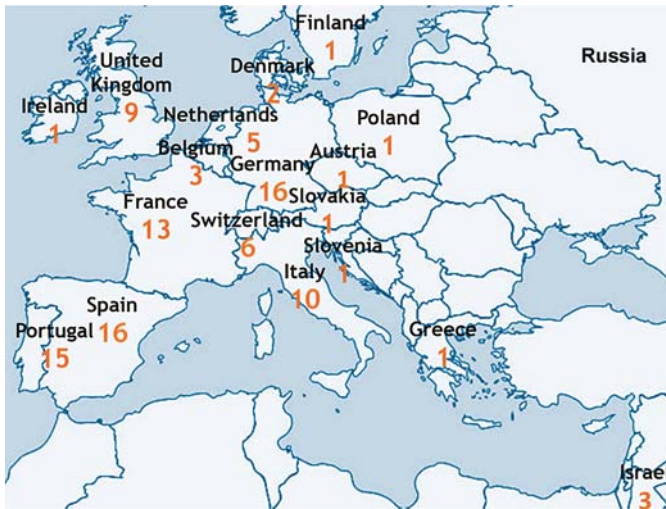 Finland
1
Russia
United
Kingdom
9
Denmark
2
Ireland
1
Netherlands
5
Poland
1
Belgium
3
Germany
16
Austria
1
France
13
Switzerland
6
Slovakia
1
Slovenia
1
Italy
10
Spain
16
Portugal
15
Greece
1
Israe
3